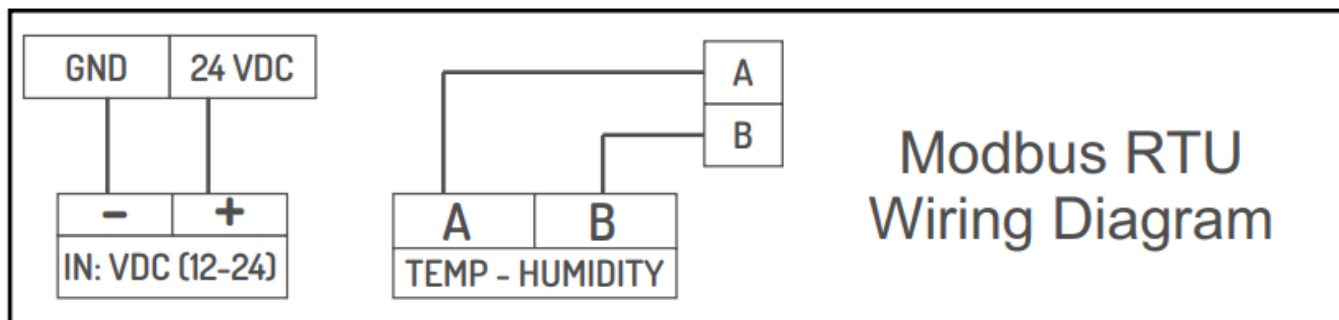 GND 24 VDC
- +
IN: VDC (12-24)
A
B
A B
TEMP - HUMIDITY
Modbus RTU
Wiring Diagram